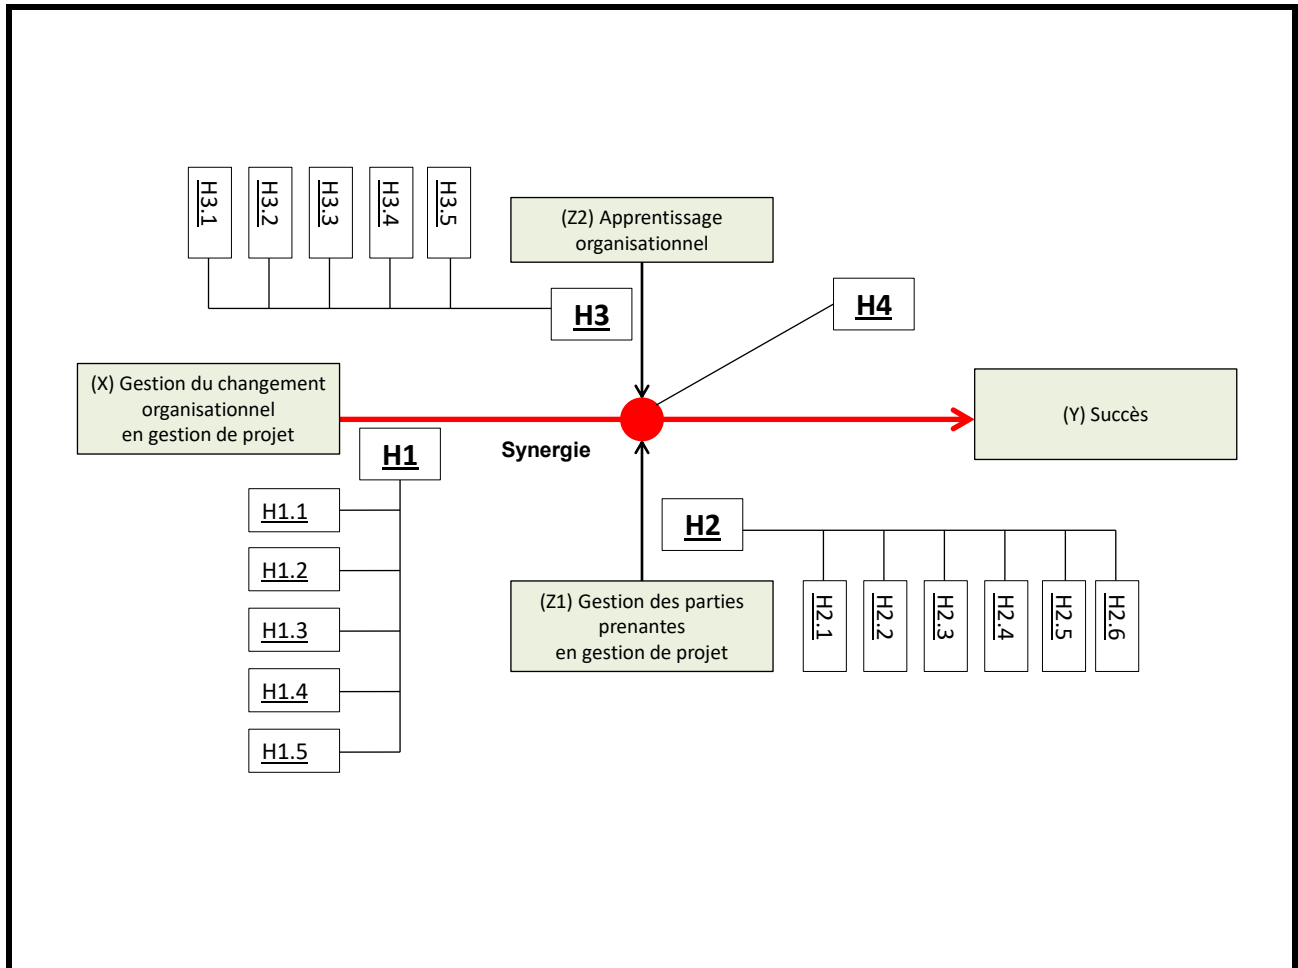 H3.1
H3.2
H3.3
H3.4
H3.5
(Z2) Apprentissage
organisationnel
H3
H4
(X) Gestion du changement
organisationnel
en gestion de projet
(Y) Succès
Synergie
H1
H1.1
H1.2
H1.3
H1.4
H1.5
H2
(Z1) Gestion des parties
prenantes
en gestion de projet
H2.1
H2.2
H2.3
H2.4
H2.5
H2.6